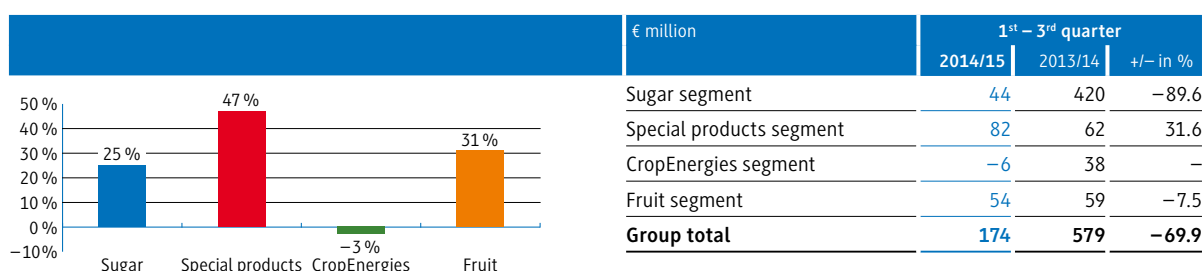 € million 1st – 3rd quarter
2014/15 2013/14 +/– in %
50 %
40 %
30 %
20 %
10 %
0 %
−10%
25 %
47 %
−3 %
31 %
Sugar Special products CropEnergies Fruit
Sugar segment 44 420 −89.6
Special products segment 82 62 31.6
CropEnergies segment −6 38 –
Fruit segment 54 59 −7.5
Group total 174 579 −69.9